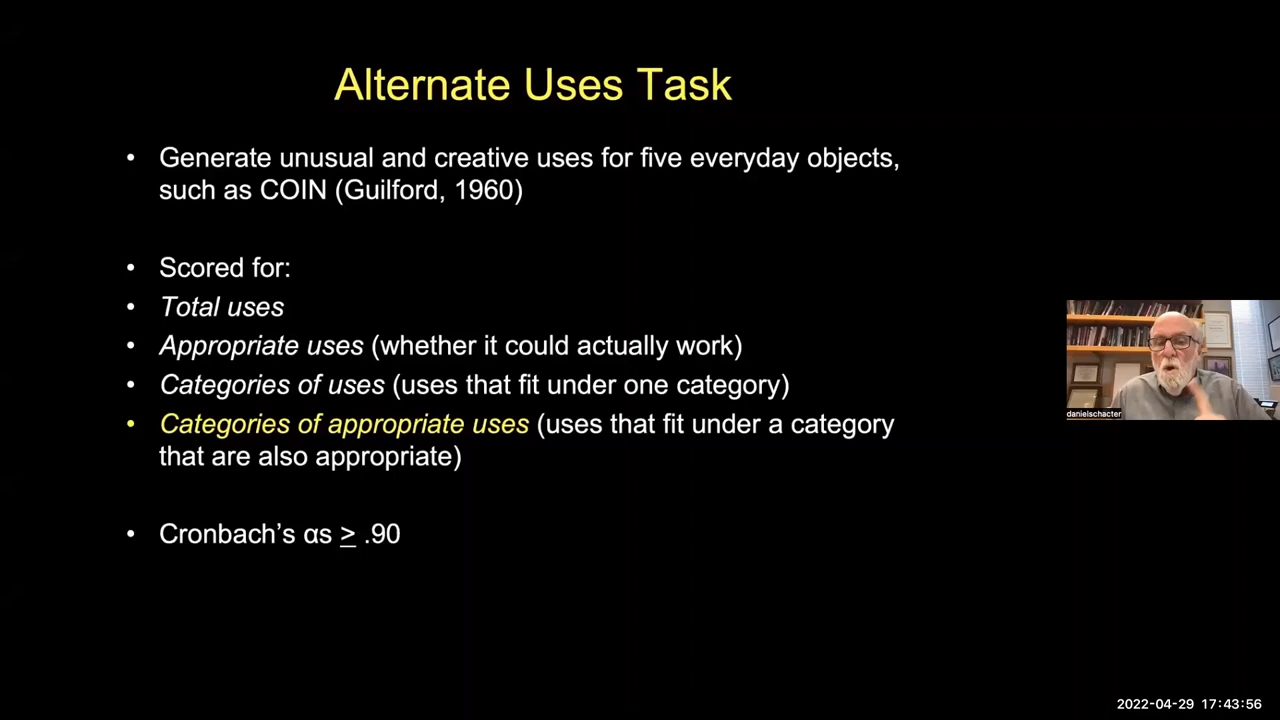 Alternate Uses Task
• Generate unusual and creative uses for five everyday objects,
such as COIN (Guilford, 1960)
• Scored for:
• Total uses
• Appropriate uses (whether it could actually work)
• Categories of uses (uses that fit under one category)
• Categories of appropriate uses (uses that fit under a category
that are also appropriate)
• Cronbach’s αs ≥ .90
danielschacter
2022-04-29 17:43:56